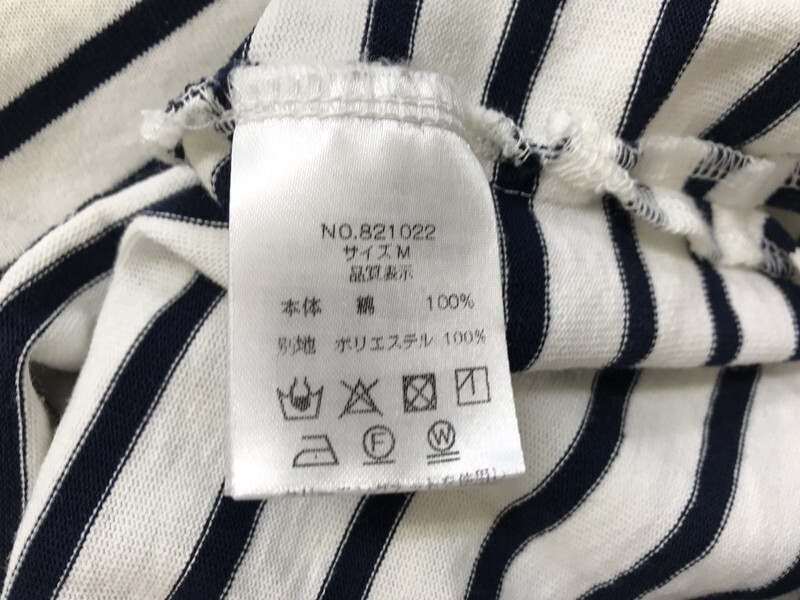 NO.821022
サイズM
品質表示
本体 綿 100%
別地 ポリエステル 100%
F W